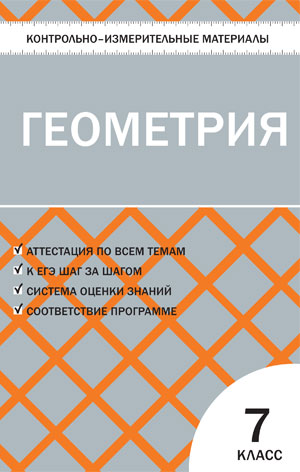 КОНТРОЛЬНО-ИЗМЕРИТЕЛЬНЫЕ МАТЕРИАЛЫ
ГЕОМЕТРИЯ
АТТЕСТАЦИЯ ПО ВСЕМ ТЕМАМ
К ЕГЭ ШАГ ЗА ШАГОМ
СИСТЕМА ОЦЕНКИ ЗНАНИЙ
СООТВЕТСТВИЕ ПРОГРАММЕ
7
КЛАСС